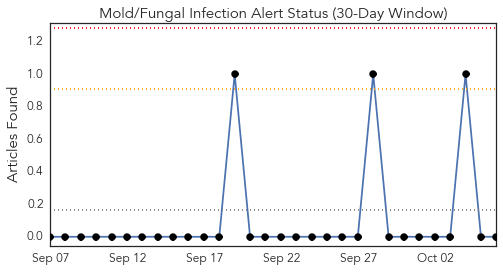 Mold/Fungal Infection Alert Status (30-Day Window)
Articles Found
1.2
1.0
0.8
0.6
0.4
0.2
0.0
Sep 07 Sep 12 Sep 17 Sep 22 Sep 27 Oct 02